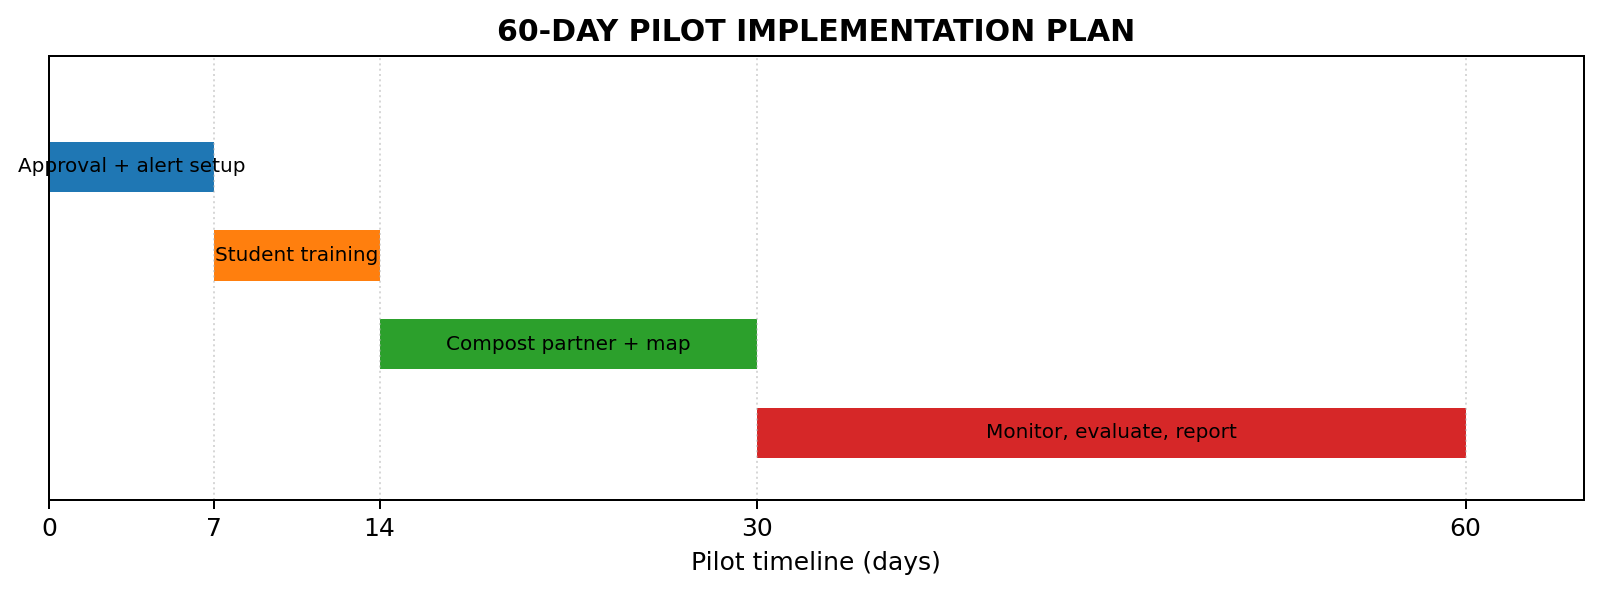 60-DAY PILOT IMPLEMENTATION PLAN
Approval + alert setup
Student training
Compost partner + map
Monitor, evaluate, report
0 7 14 30 60
Pilot timeline (days)